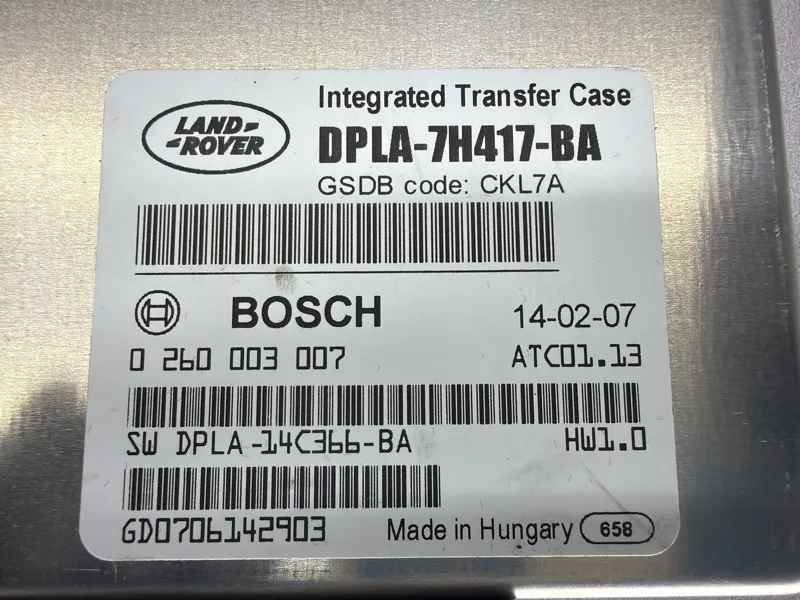 LAND-
-ROVER
Integrated Transfer Case
DPLA-7H417-BA
GSDB code: CKL7A
BOSCH
14-02-07
0 260 003 007
ATC01.13
SW DPLA-14C366-BA
HW1.0
GD0706142903
Made in Hungary 658